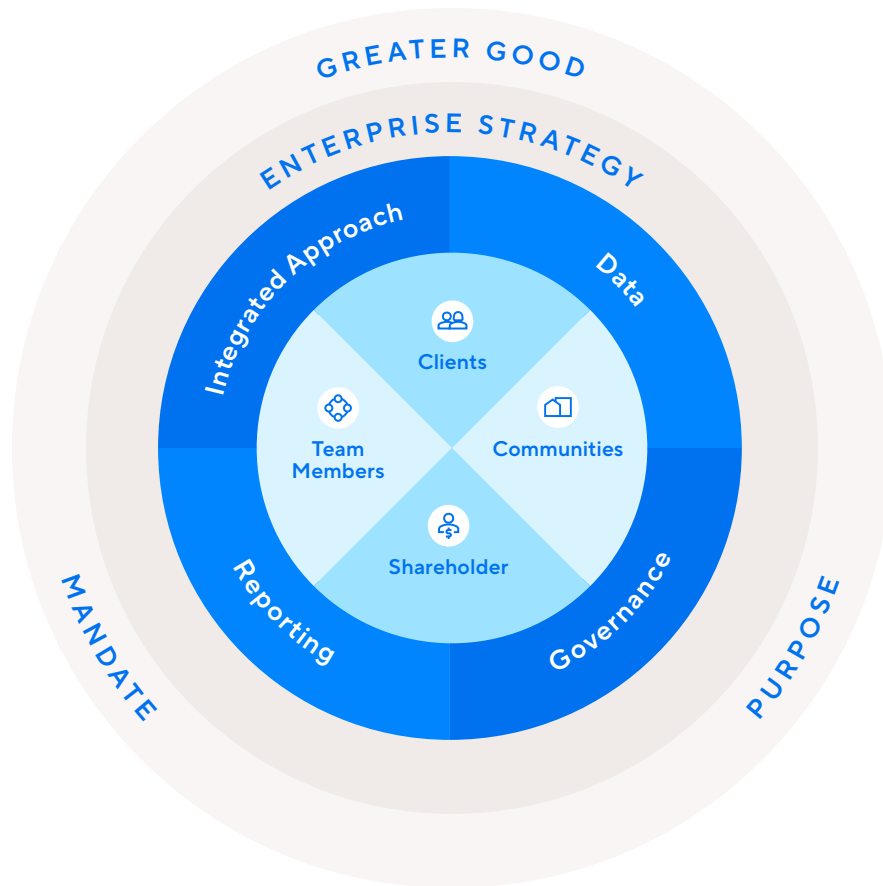 GREATER GOOD
ENTERPRISE STRATEGY
Integrated Approach
Data
Clients
Team
Members
Communities
Shareholder
Reporting
Governance
MANDATE
PURPOSE